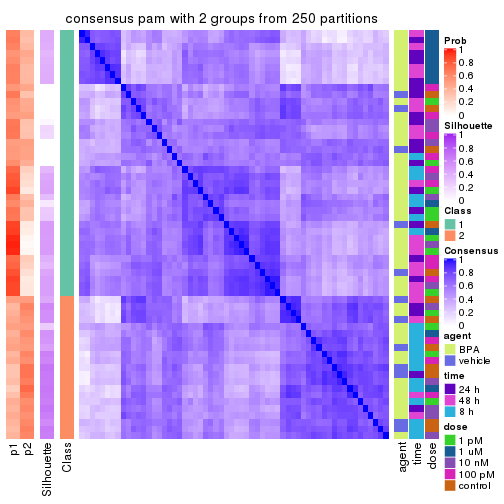 consensus pam with 2 groups from 250 partitions
Prob
1
0.8
0.6
0.4
0.2
0
Silhouette
1
0.8
0.6
0.4
0.2
0
Class
1
2
Consensus
1
0.8
0.6
0.4
0.2
0
agent
BPA
vehicle
time
24 h
48 h
8 h
dose
1 pM
1 uM
10 nM
100 pM
control
p1
p2
Silhouette
Class
agent
time
dose